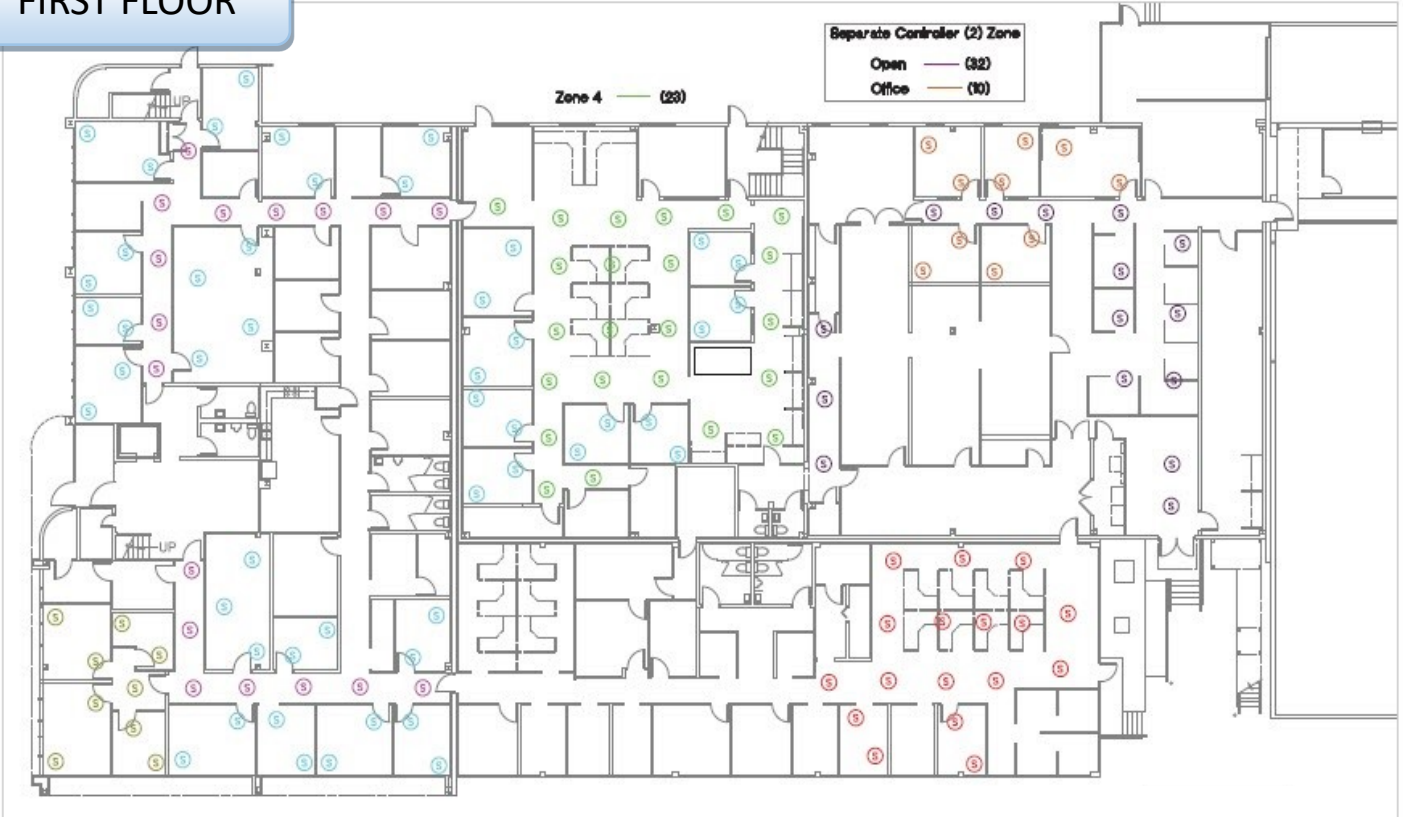 FIRST FLOOR
Separate Controller (2) Zone
Open (32)
Office (10)
Zone 4 (23)
UP
UP